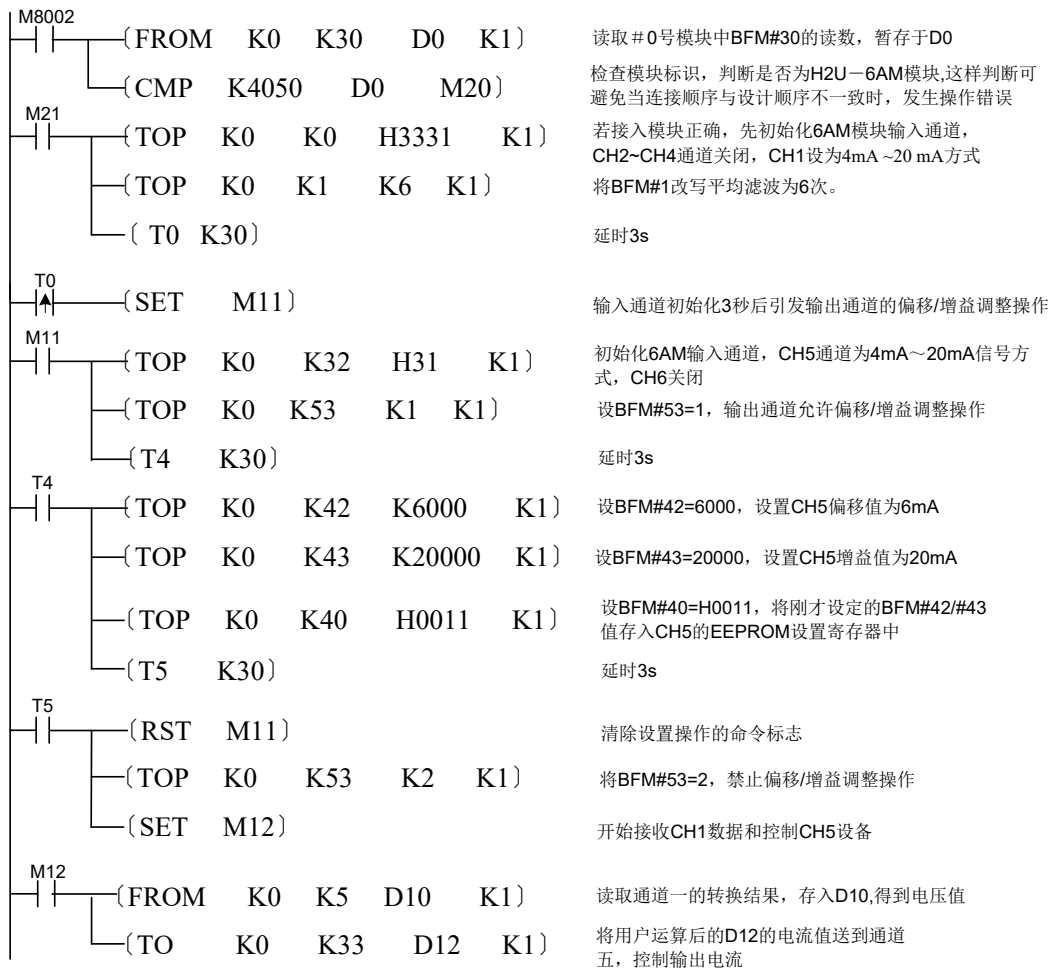 M8002
〔FROM K0 K30 D0 K1〕 读取＃0号模块中BFM#30的读数，暂存于D0
〔CMP K4050 D0 M20〕 检查模块标识，判断是否为H2U－6AM模块,这样判断可
避免当连接顺序与设计顺序不一致时，发生操作错误
M21
〔TOP K0 K0 H3331 K1〕 若接入模块正确，先初始化6AM模块输入通道，
CH2~CH4通道关闭，CH1设为4mA ~20 mA方式
〔TOP K0 K1 K6 K1〕 将BFM#1改写平均滤波为6次。
〔 T0 K30〕 延时3s
T0
〔SET M11〕 输入通道初始化3秒后引发输出通道的偏移/增益调整操作
M11
〔TOP K0 K32 H31 K1〕 初始化6AM输入通道，CH5通道为4mA～20mA信号方
式，CH6关闭
〔TOP K0 K53 K1 K1〕 设BFM#53=1，输出通道允许偏移/增益调整操作
〔T4 K30〕 延时3s
T4
〔TOP K0 K42 K6000 K1〕 设BFM#42=6000，设置CH5偏移值为6mA
〔TOP K0 K43 K20000 K1〕 设BFM#43=20000，设置CH5增益值为20mA
〔TOP K0 K40 H0011 K1〕 设BFM#40=H0011，将刚才设定的BFM#42/#43
值存入CH5的EEPROM设置寄存器中
〔T5 K30〕 延时3s
T5
〔RST M11〕 清除设置操作的命令标志
〔TOP K0 K53 K2 K1〕 将BFM#53=2，禁止偏移/增益调整操作
〔SET M12〕 开始接收CH1数据和控制CH5设备
M12
〔FROM K0 K5 D10 K1〕 读取通道一的转换结果，存入D10,得到电压值
〔TO K0 K33 D12 K1〕 将用户运算后的D12的电流值送到通道
五，控制输出电流